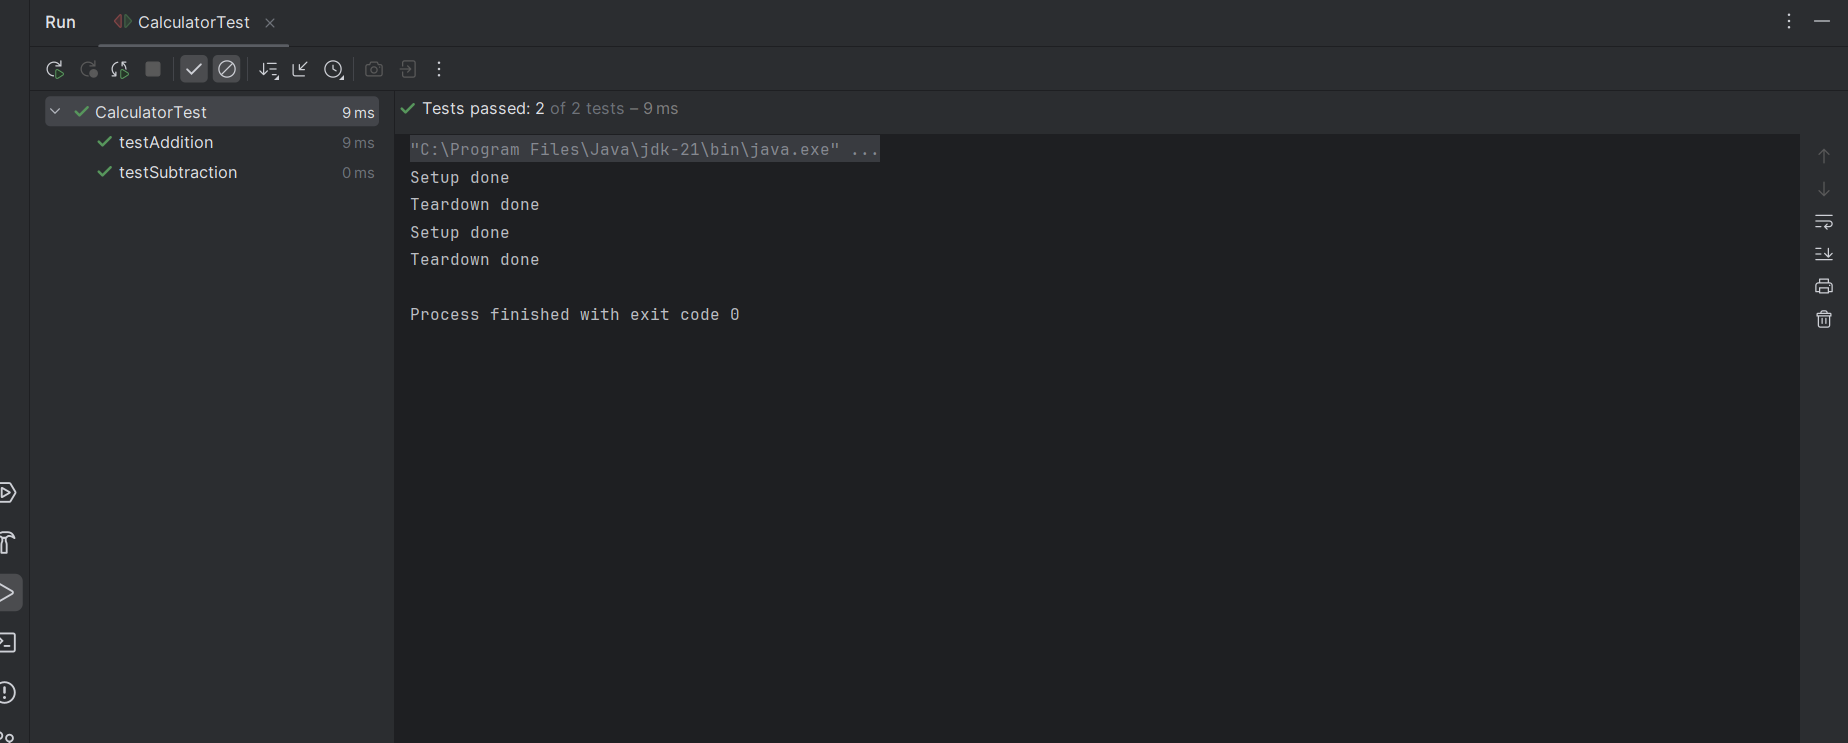 Run
CalculatorTest
CalculatorTest 9 ms
testAddition 9 ms
testSubtraction 0 ms
Tests passed: 2 of 2 tests – 9 ms
"C:\Program Files\Java\jdk-21\bin\java.exe" ...
Setup done
Teardown done
Setup done
Teardown done
Process finished with exit code 0